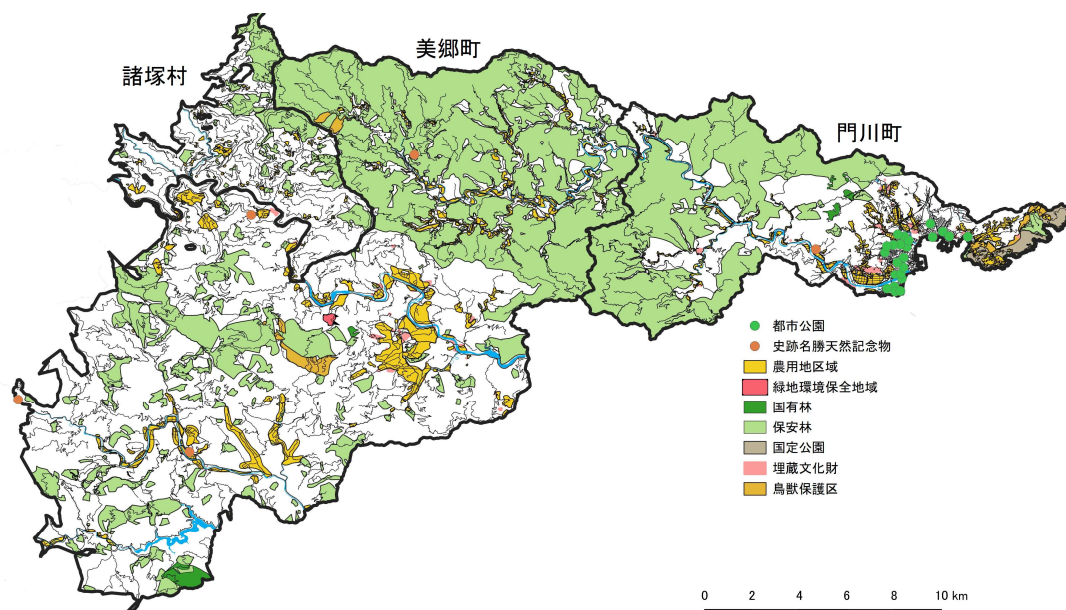 美郷町
諸塚村
門川町
都市公園
史跡名勝天然記念物
農用地区域
緑地環境保全地域
国有林
保安林
国定公園
埋蔵文化財
鳥獣保護区
0 2 4 6 8 10 km